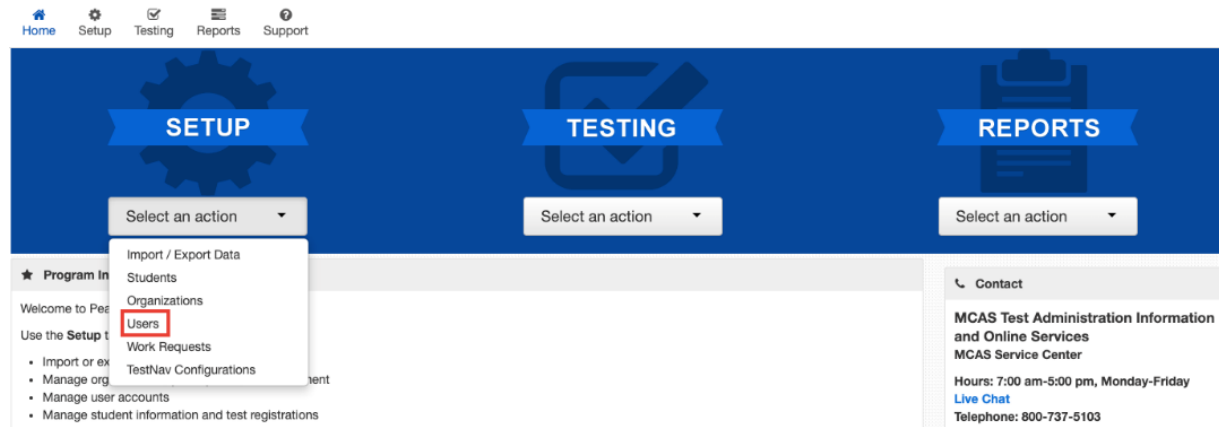 Home Setup Testing Reports Support
SETUP TESTING REPORTS
Select an action Select an action Select an action
Import / Export Data
Students
Organizations
Users
Work Requests
TestNav Configurations
Program In
Welcome to Pea
Use the Setup t
• Import or ex
• Manage org
ment
• Manage user accounts
• Manage student information and test registrations
Contact
MCAS Test Administration Information
and Online Services
MCAS Service Center
Hours: 7:00 am-5:00 pm, Monday-Friday
Live Chat
Telephone: 800-737-5103